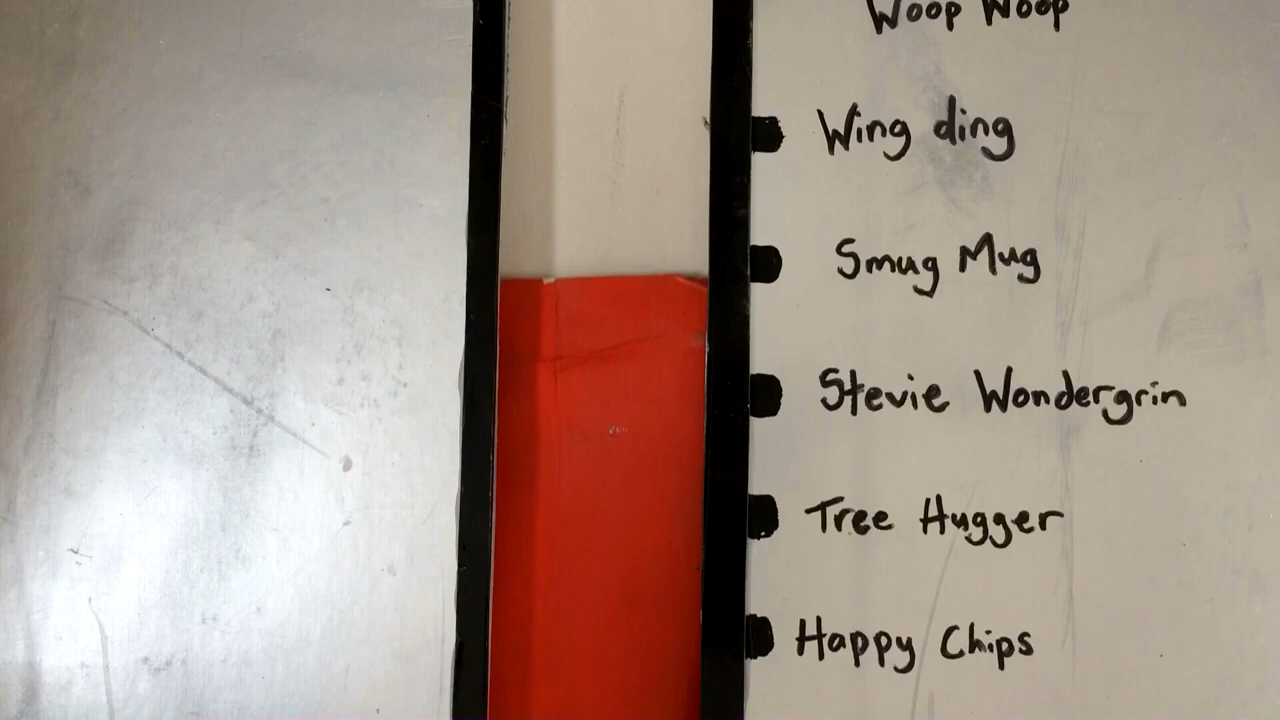 Woop Woop
Wing ding
Smug Mug
Stevie Wondergrin
Tree Hugger
Happy Chips